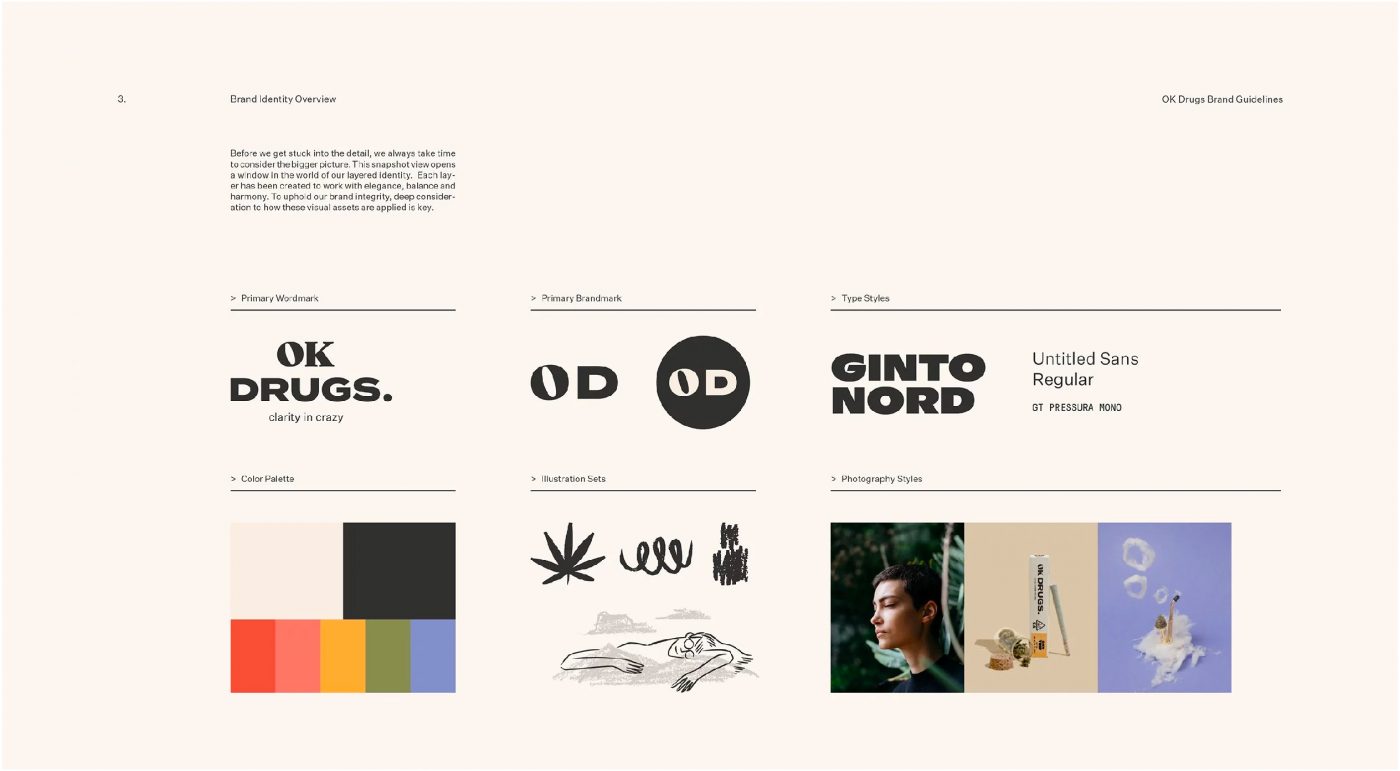 3.
Brand Identity Overview
OK Drugs Brand Guidelines
Before we get stuck into the detail, we always take time
to consider the bigger picture. This snapshot view opens
a window in the world of our layered identity.  Each lay-
er has been created to work with elegance, balance and
harmony. To uphold our brand integrity, deep consider-
ation to how these visual assets are applied is key.
> Primary Wordmark
> Primary Brandmark
> Type Styles
OK
DRUGS.
clarity in crazy
OD
OD
GINTO
NORD
Untitled Sans
Regular
GT PRESSURA MONO
> Color Palette
> Illustration Sets
> Photography Styles
OK DRUGS.